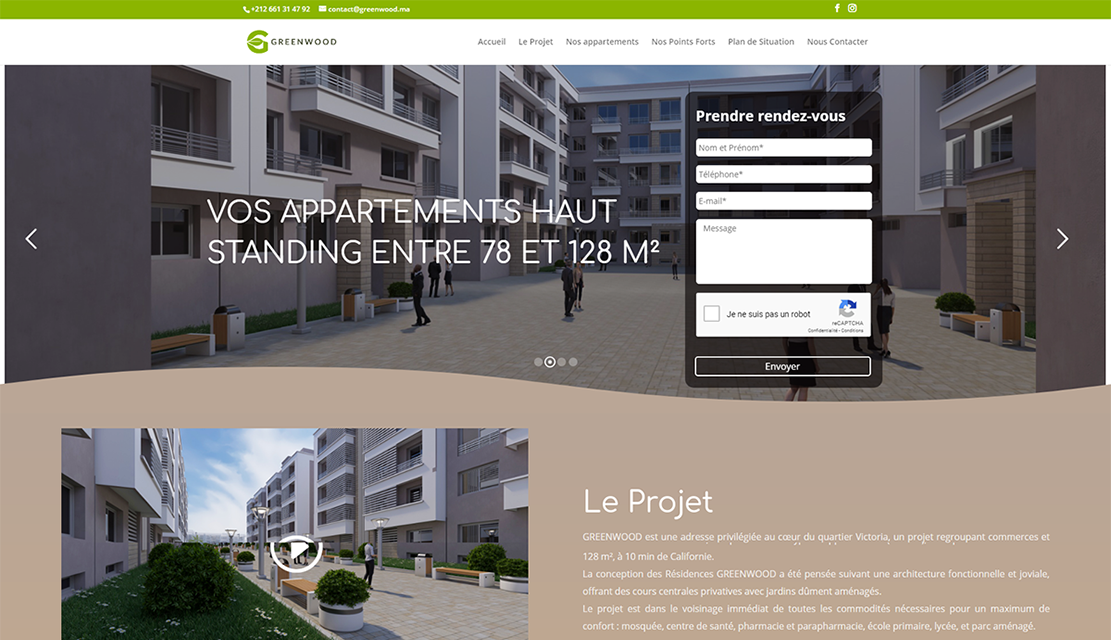 +212 661 31 47 92 contact@greenwood.ma
GREENWOOD
Accueil Le Projet Nos appartements Nos Points Forts Plan de Situation Nous Contacter
VOS APPARTEMENTS HAUT
STANDING ENTRE 78 ET 128 M²
Prendre rendez-vous
Nom et Prénom*
Téléphone*
E-mail*
Message
Je ne suis pas un robot
reCAPTCHA
Confidentialité - Conditions
Envoyer
Le Projet
GREENWOOD est une adresse privilégiée au cœur du quartier Victoria, un projet regroupant commerces et
128 m², à 10 min de Californie.
La conception des Résidences GREENWOOD a été pensée suivant une architecture fonctionnelle et joviale,
offrant des cours centrales privatives avec jardins dûment aménagés.
Le projet est dans le voisinage immédiat de toutes les commodités nécessaires pour un maximum de
confort : mosquée, centre de santé, pharmacie et parapharmacie, école primaire, lycée, et parc aménagé.